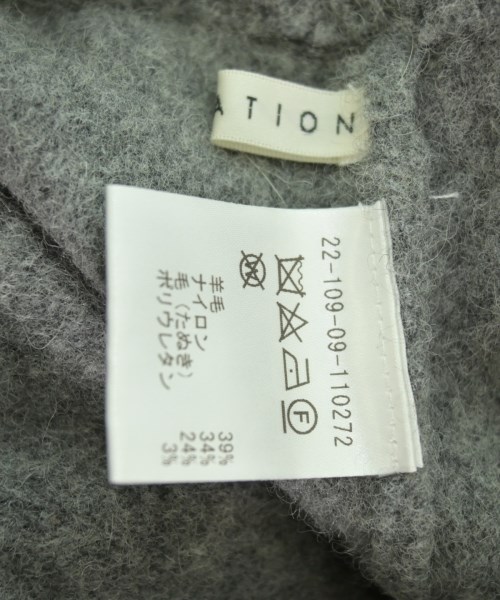 ATION
22-109-09-110272
羊毛 39%
ナイロン 34%
毛(たぬき) 24%
ポリウレタン 3%